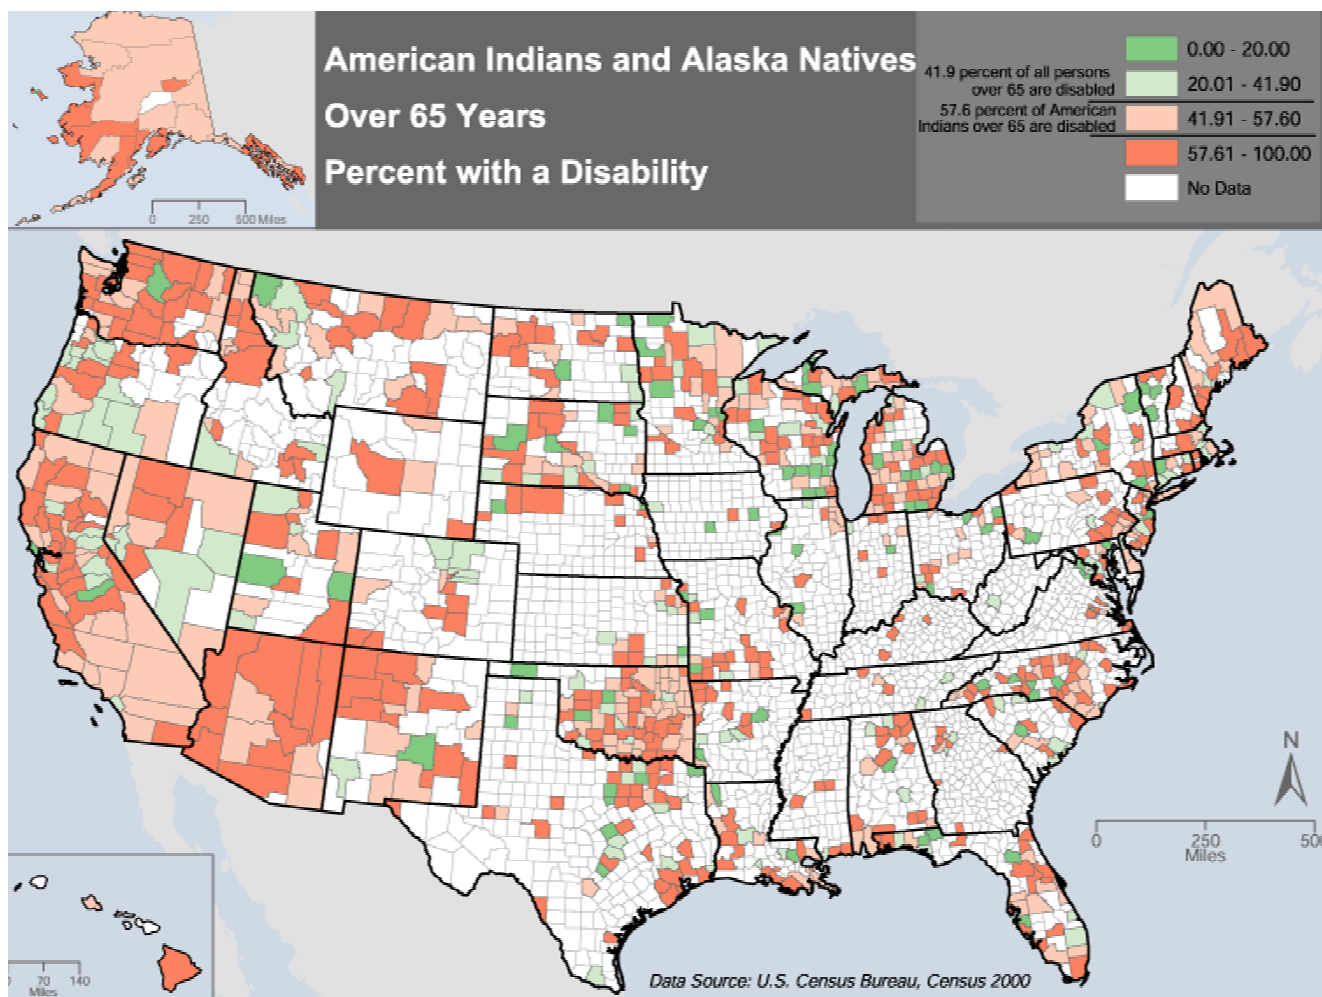 American Indians and Alaska Natives
Over 65 Years
Percent with a Disability
41.9 percent of all persons
over 65 are disabled
57.6 percent of American
Indians over 65 are disabled
0.00 - 20.00
20.01 - 41.90
41.91 - 57.60
57.61 - 100.00
No Data
0 250 500 Miles
N
0 250 500
Miles
70 140
Miles
Data Source: U.S. Census Bureau, Census 2000